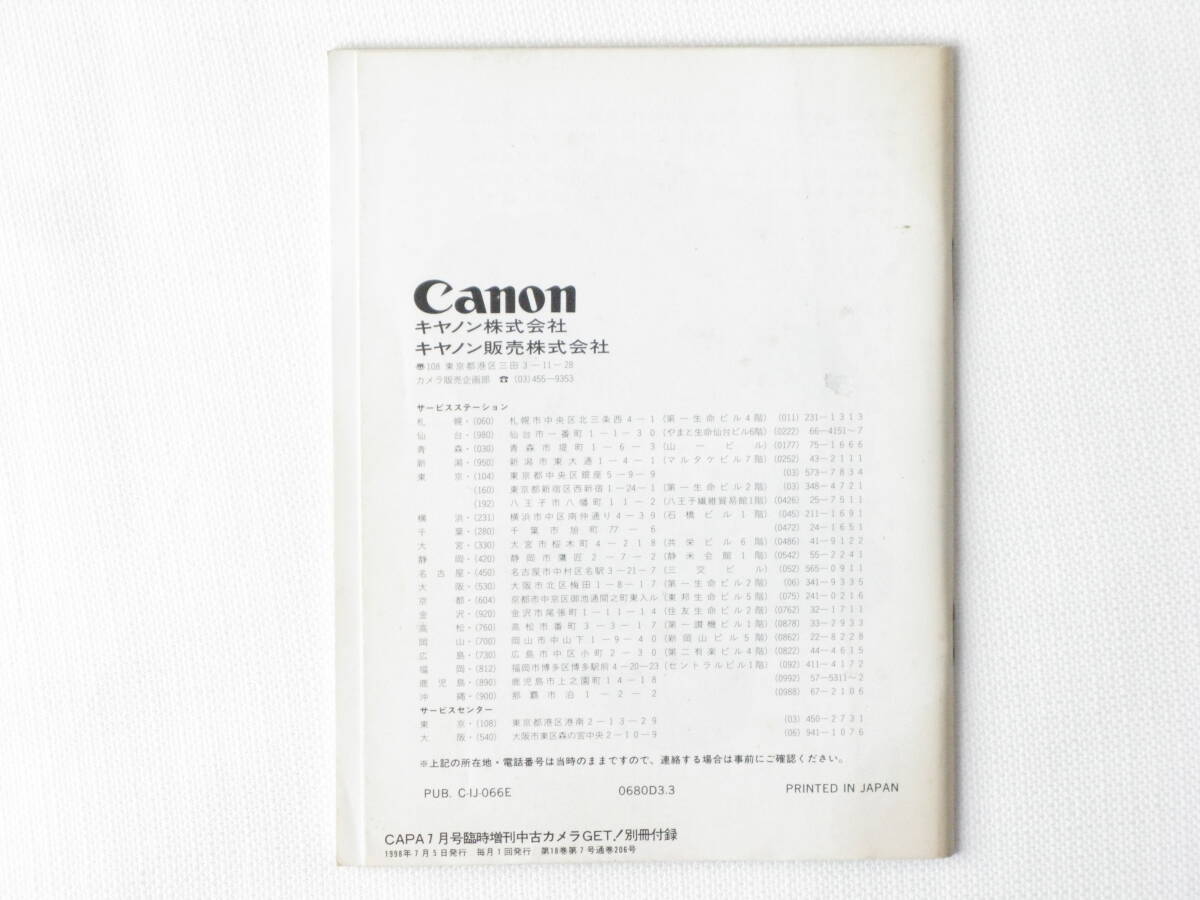 Canon
キヤノン株式会社
キヤノン販売株式会社
〠108 東京都港区三田3－11－28
カメラ販売企画部 ☎ (03)455－9353
サービスステーション
札幌・(060) 札幌市中央区北三条西4－1 (第一生命ビル4階) (011) 231－1313
仙台・(980) 仙台市一番町1－1－30 (やまと生命仙台ビル6階) (0222) 66－4151～7
青森・(030) 青森市堤町1－6－3 (山一ビル) (0177) 75－1666
新潟・(950) 新潟市東大通1－4－1 (マルタケビル7階) (0252) 43－2111
東京・(104) 東京都中央区銀座5－9－9 (03) 573－7834
(160) 東京都新宿区西新宿1－24－1 (第一生命ビル2階) (03) 348－4721
(192) 八王子市八幡町11－2 (八王子繊維貿易館1階) (0426) 25－7511
横浜・(231) 横浜市中区南仲通り4－39 (石橋ビル1階) (045) 211－1691
千葉・(280) 千葉市旭町77－6 (0472) 24－1651
大宮・(330) 大宮市桜木町4－218 (共栄ビル6階) (0486) 41－9122
静岡・(420) 静岡市鷹匠2－7－2 (静米会館1階) (0542) 55－2241
名古屋・(450) 名古屋市中村区名駅3－21－7 (三交ビル) (052) 565－0911
大阪・(530) 大阪市北区梅田1－8－17 (第一生命ビル2階) (06) 341－9335
京都・(604) 京都市中京区御池通間之町東入ル (東邦生命ビル5階) (075) 241－0216
金沢・(920) 金沢市尾張町1－11－14 (住友生命ビル2階) (0762) 32－1711
高松・(760) 高松市番町3－3－17 (第一讃機ビル1階) (0878) 33－2933
岡山・(700) 岡山市中山下1－9－40 (新岡山ビル5階) (0862) 22－8228
広島・(730) 広島市中区小町2－30 (第二有楽ビル4階) (0822) 44－4615
福岡・(812) 福岡市博多区博多駅前4－20－23 (セントラルビル1階) (092) 411－4172
鹿児島・(890) 鹿児島市上之園町14－18 (0992) 57－5311～2
沖縄・(900) 那覇市泊1－2－2 (0988) 67－2106
サービスセンター
東京・(108) 東京都港区港南2－13－29 (03) 450－2731
大阪・(540) 大阪市東区森の宮中央2－10－9 (06) 941－1076
※上記の所在地・電話番号は当時のままですので、連絡する場合は事前にご確認ください。
PUB. C-IJ-066E 0680D3.3 PRINTED IN JAPAN
CAPA7月号臨時増刊中古カメラGET!別冊付録
1998年7月5日発行 毎月1回発行 第18巻第7号通巻206号